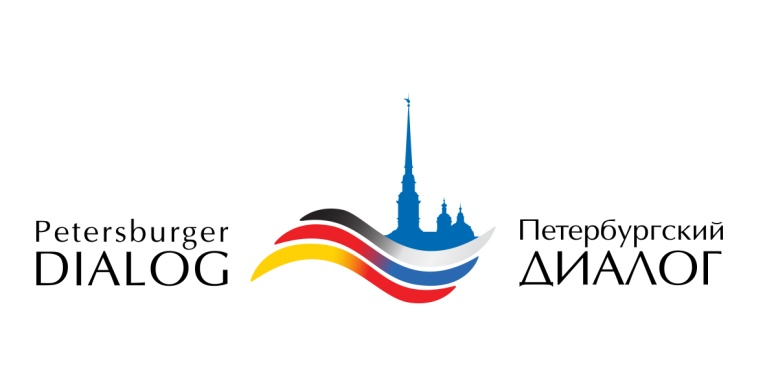 Petersburger
DIALOG
Петербургский
ДИАЛОГ